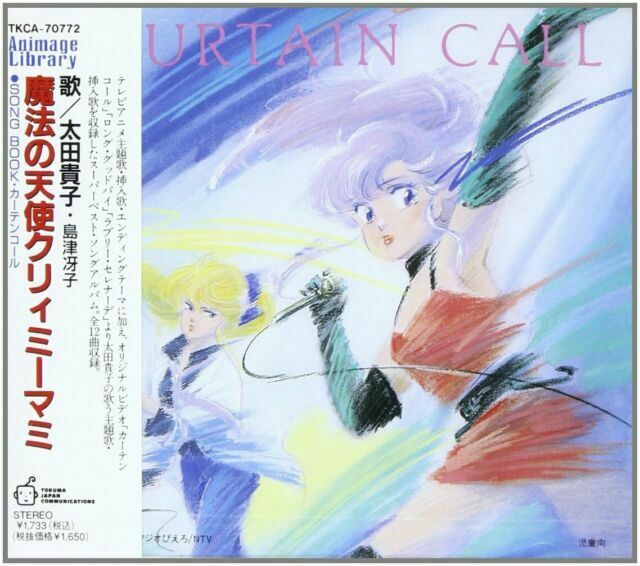 TKCA-70772
Animage
Library
URTAIN CALL
歌/太田貴子・島津冴子
魔法の天使クリィミーマミ
●SONG BOOK・カーテンコール
テレビアニメ主題歌・挿入歌・エンディングテーマに加え、オリジナルビデオ「カーテン
コール」「ロング・グッドバイ」「ラブリー・セレナーデ」より太田貴子の歌う主題歌・
挿入歌を収録したスーパーベスト・ソングアルバム。全12曲収録。
TOKUMA
JAPAN
COMMUNICATIONS
STEREO
¥1,733(税込)
(税抜価格¥1,650)
タジオぴえろ/NTV
児童向